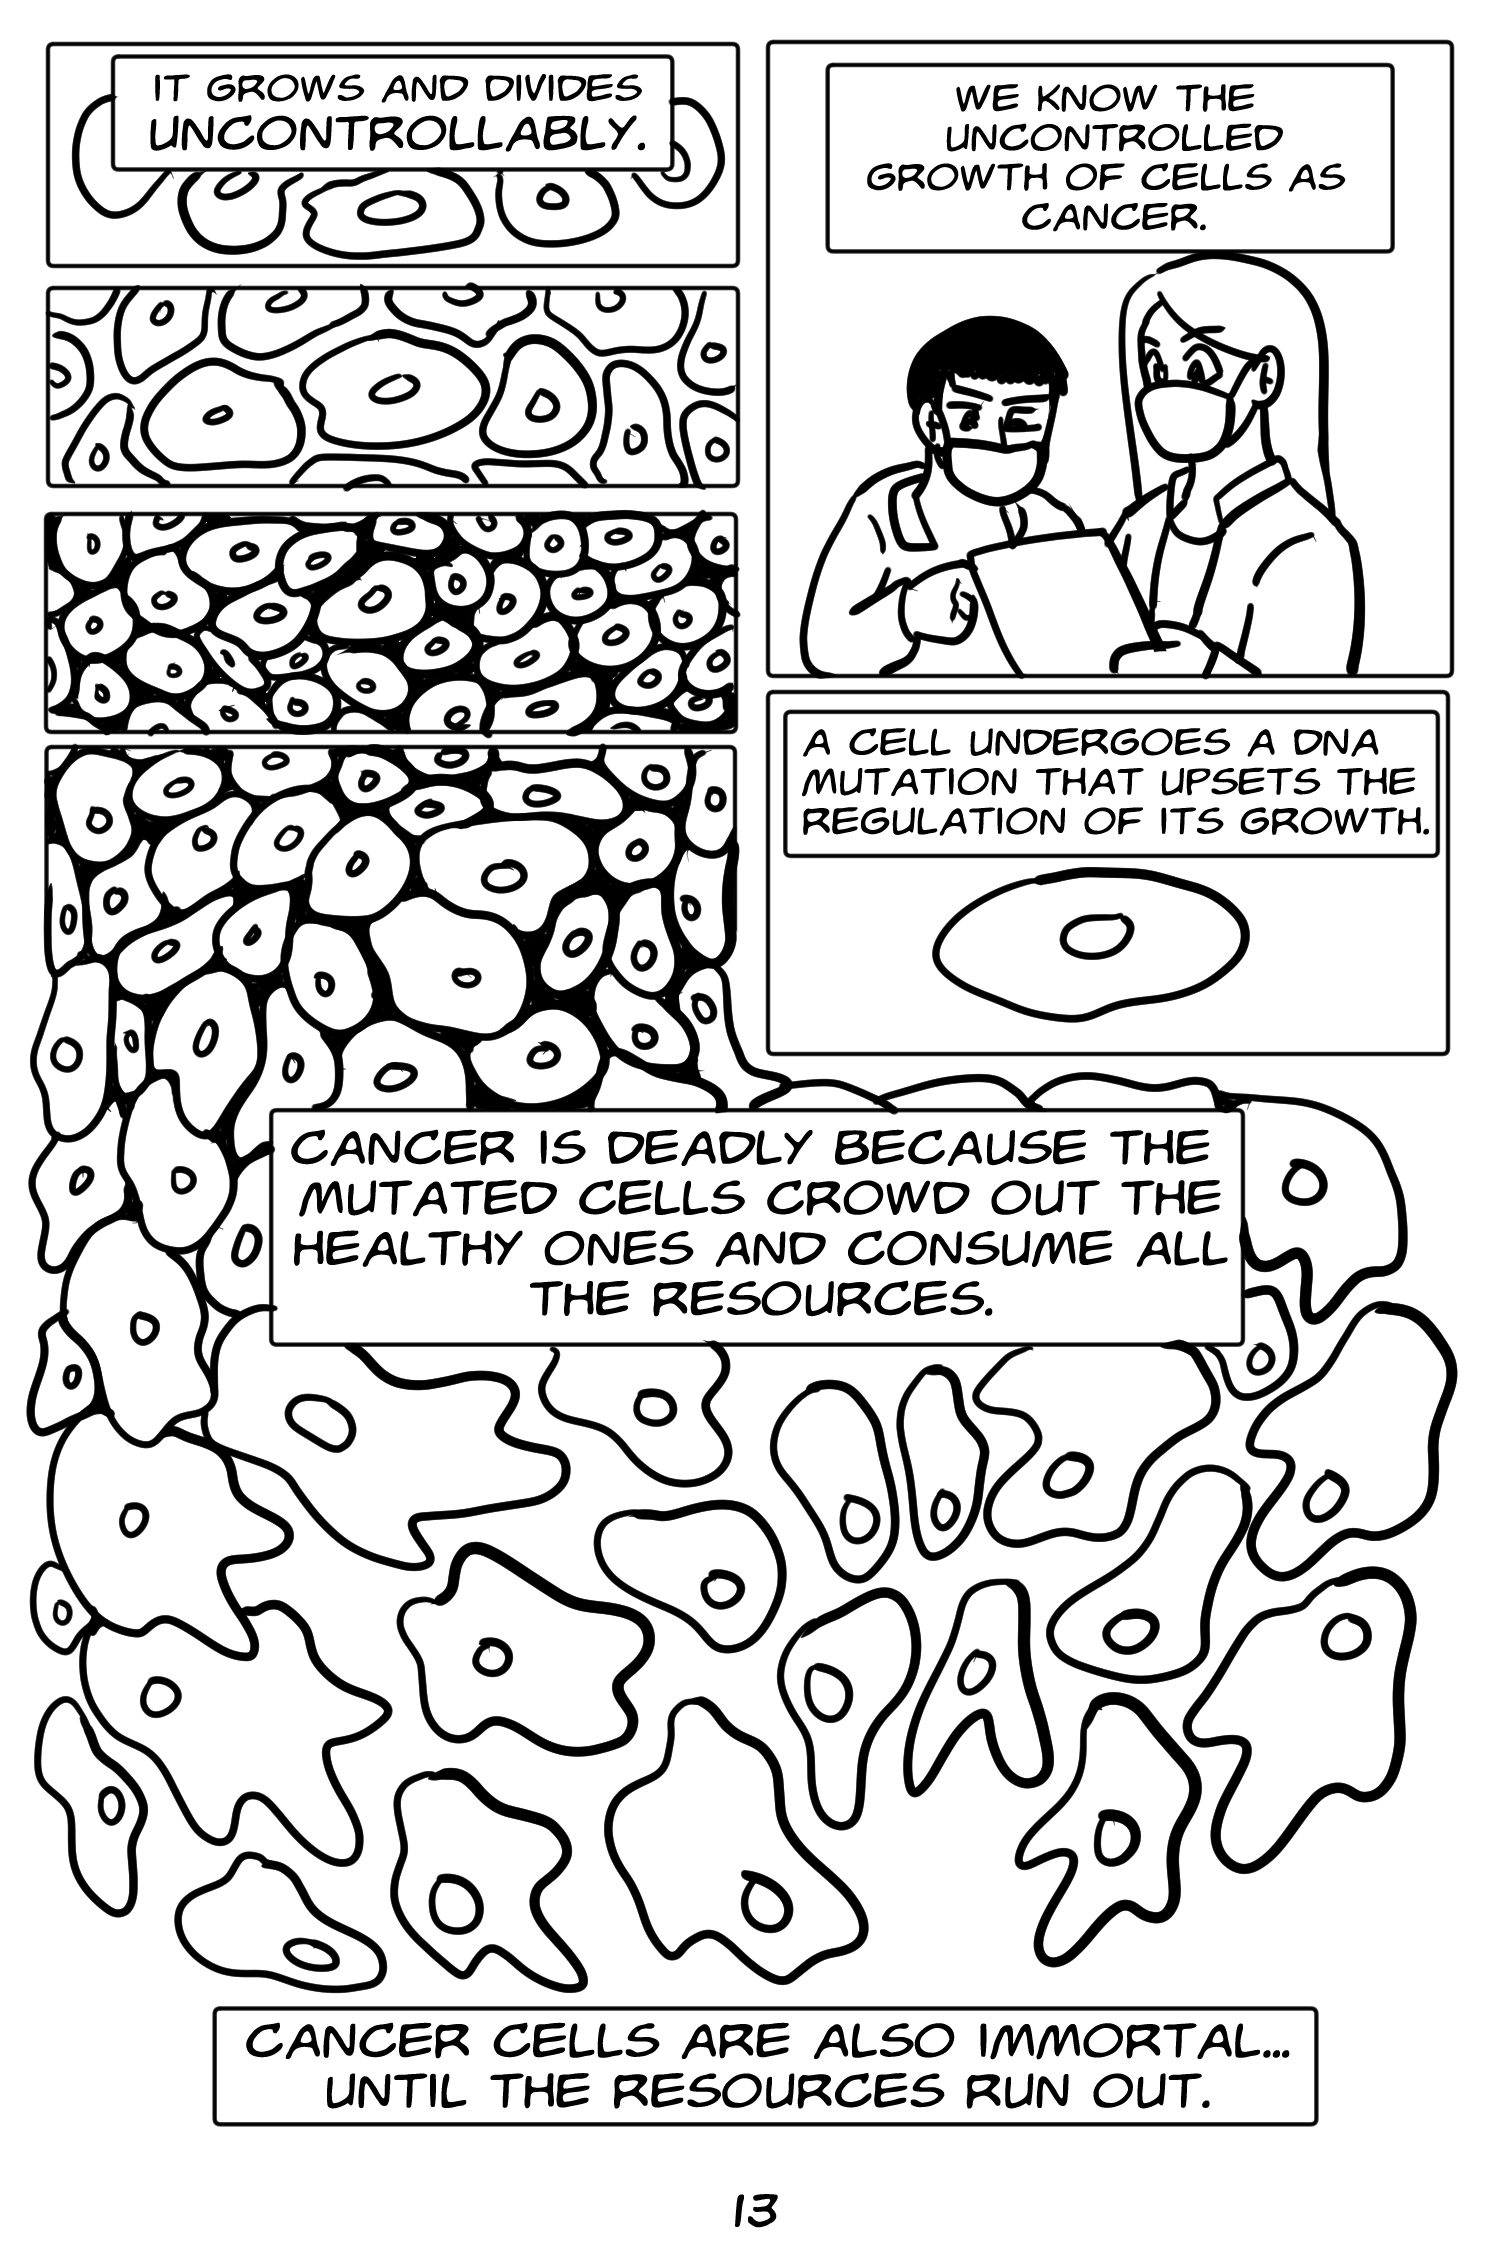 WE KNOW THE
UNCONTROLLED
GROWTH OF CELLS AS
CANCER.
A CELL UNDERGOES A DNA
MUTATION THAT UPSETS THE
REGULATION OF ITS GROWTH.
IT GROWS AND DIVIDES
UNCONTROLLABLY.
CANCER IS DEADLY BECAUSE THE
MUTATED CELLS CROWD OUT THE
HEALTHY ONES AND CONSUME ALL
THE RESOURCES.
CANCER CELLS ARE ALSO IMMORTAL...
UNTIL THE RESOURCES RUN OUT.
13